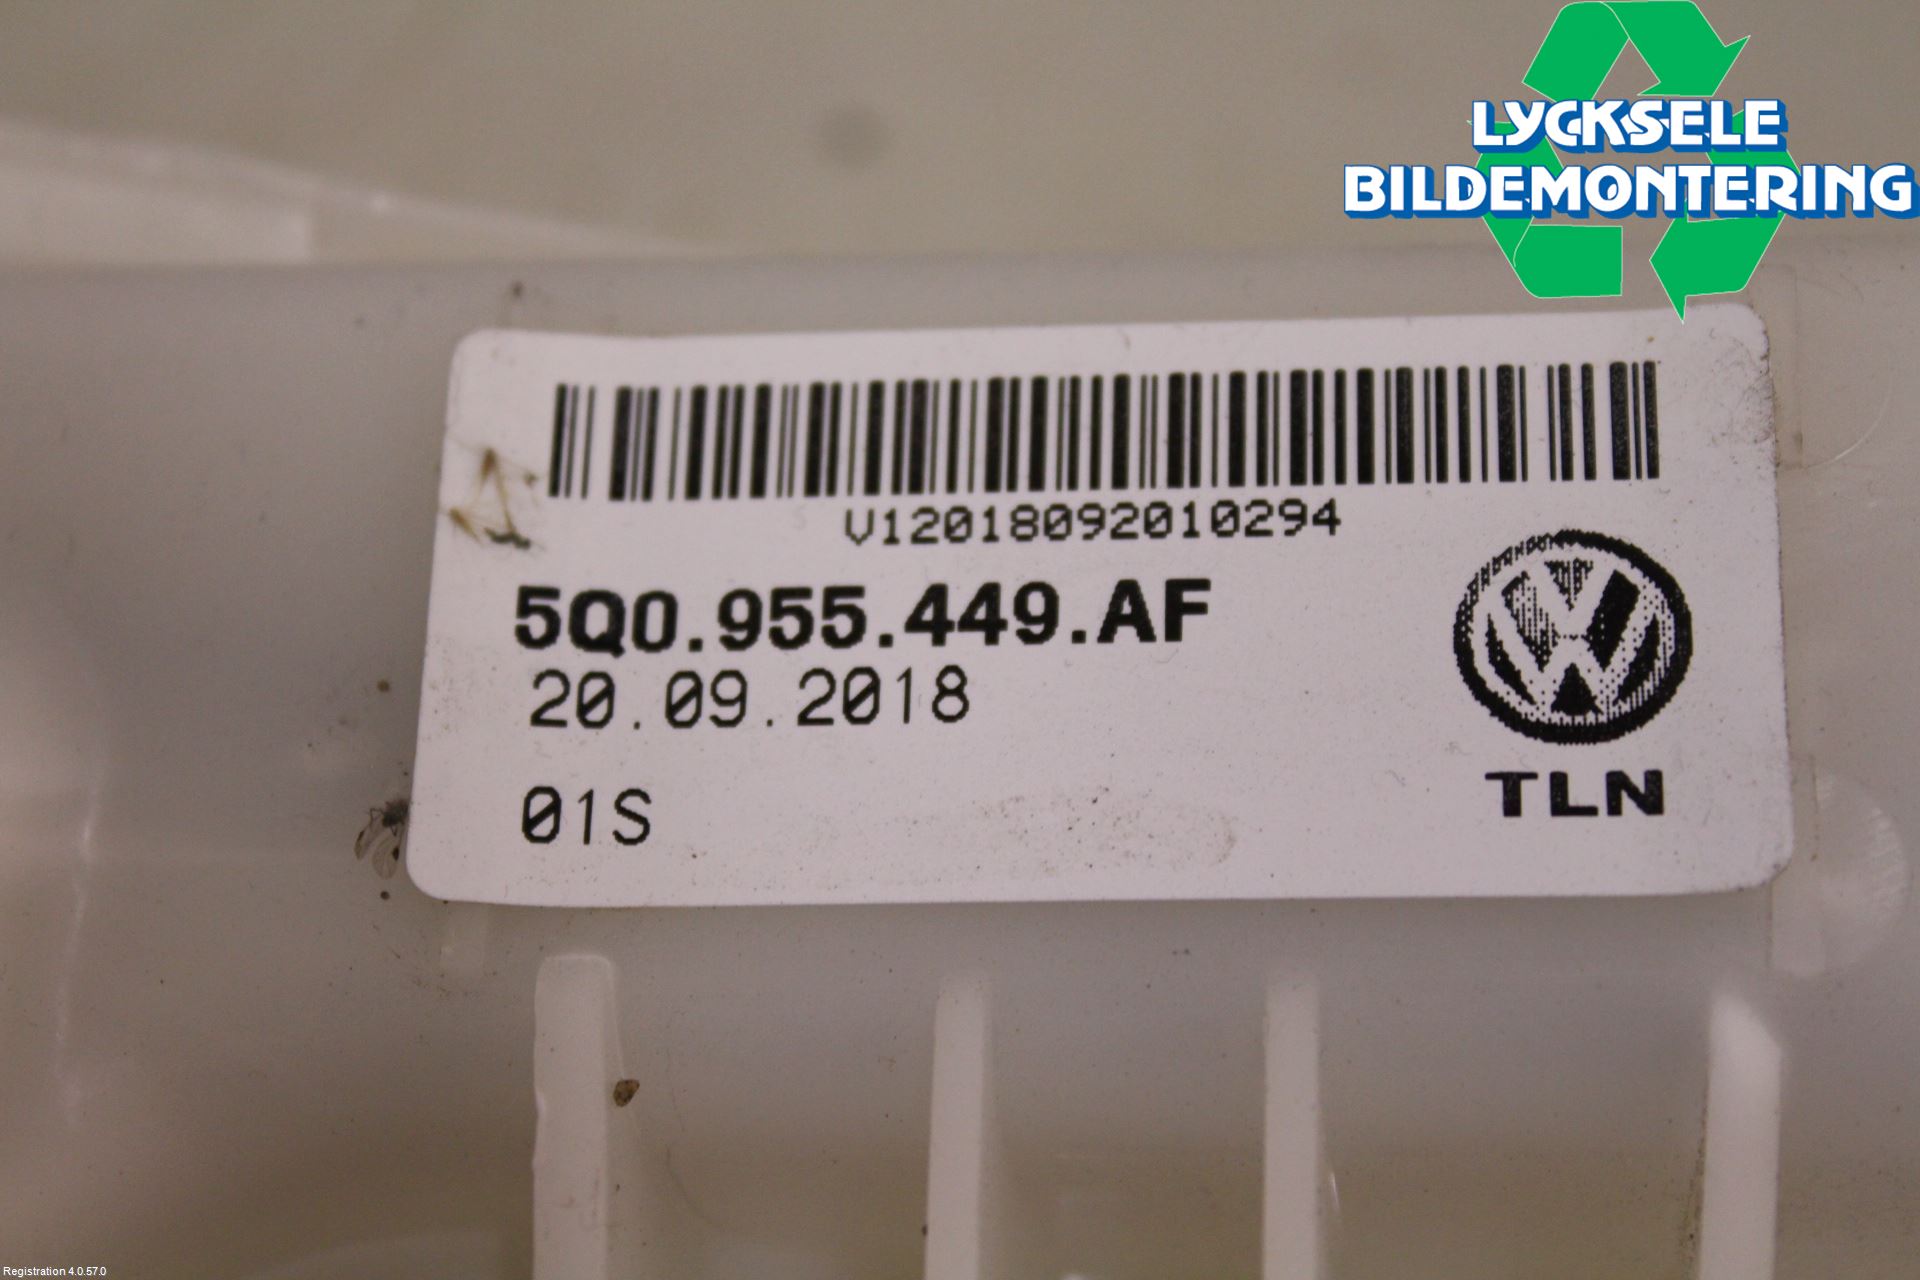 LYCKSELE
BILDEMONTERING
V12018092010294
5Q0.955.449.AF
20.09.2018
01S
TLN
Registration 4.0.57.0